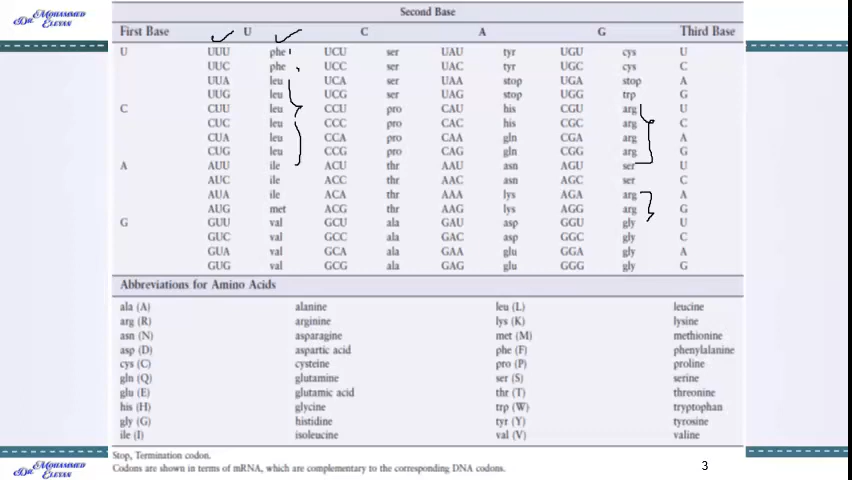 Dr. MOHAMMED ELEYAN
Second Base
First Base U C A G Third Base
U UUU phe UCU ser UAU tyr UGU cys U
UUC phe UCC ser UAC tyr UGC cys C
UUA leu UCA ser UAA stop UGA stop A
UUG leu UCG ser UAG stop UGG trp G
C CUU leu CCU pro CAU his CGU arg U
CUC leu CCC pro CAC his CGC arg C
CUA leu CCA pro CAA gln CGA arg A
CUG leu CCG pro CAG gln CGG arg G
A AUU ile ACU thr AAU asn AGU ser U
AUC ile ACC thr AAC asn AGC ser C
AUA ile ACA thr AAA lys AGA arg A
AUG met ACG thr AAG lys AGG arg G
G GUU val GCU ala GAU asp GGU gly U
GUC val GCC ala GAC asp GGC gly C
GUA val GCA ala GAA glu GGA gly A
GUG val GCG ala GAG glu GGG gly G
Abbreviations for Amino Acids
ala (A) alanine leu (L) leucine
arg (R) arginine lys (K) lysine
asn (N) asparagine met (M) methionine
asp (D) aspartic acid phe (F) phenylalanine
cys (C) cysteine pro (P) proline
gln (Q) glutamine ser (S) serine
glu (E) glutamic acid thr (T) threonine
his (H) glycine trp (W) tryptophan
gly (G) histidine tyr (Y) tyrosine
ile (I) isoleucine val (V) valine
Stop, Termination codon.
Codons are shown in terms of mRNA, which are complementary to the corresponding DNA codons.
3
Dr. MOHAMMED ELEYAN